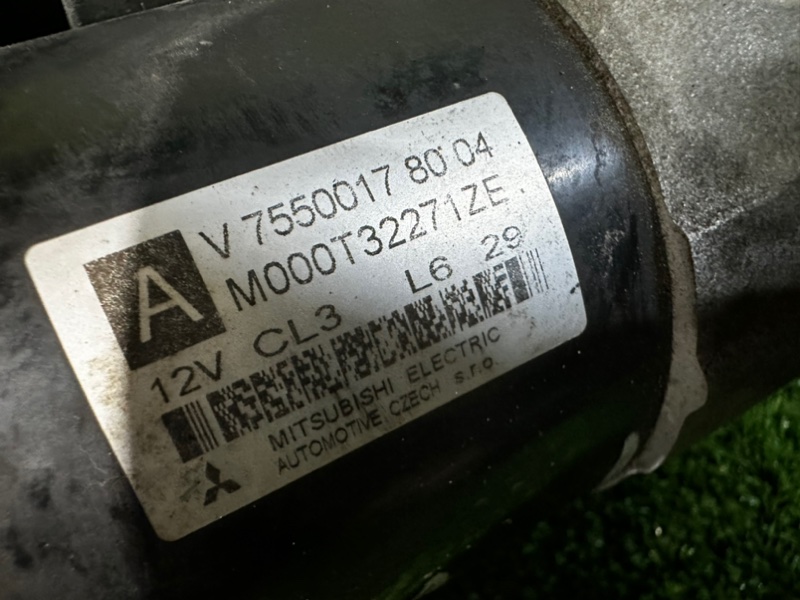 V 7550017 80 04
A
M000T32271ZE
12V CL3 L6 29
MITSUBISHI ELECTRIC
AUTOMOTIVE CZECH s.r.o.